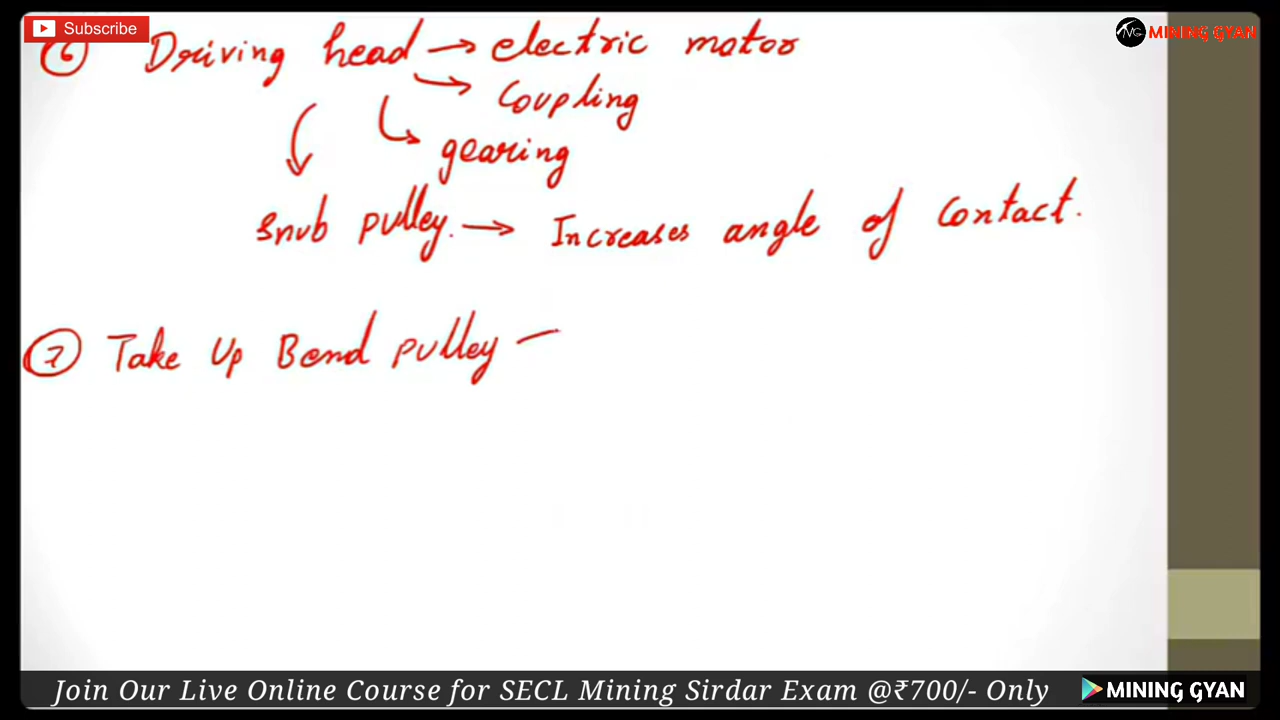 Subscribe
MINING GYAN
6 Driving head → electric motor
→ Coupling
→ gearing
Snub pulley. → Increases angle of Contact.
7 Take Up Bend pulley —
Join Our Live Online Course for SECL Mining Sirdar Exam @₹700/- Only
MINING GYAN